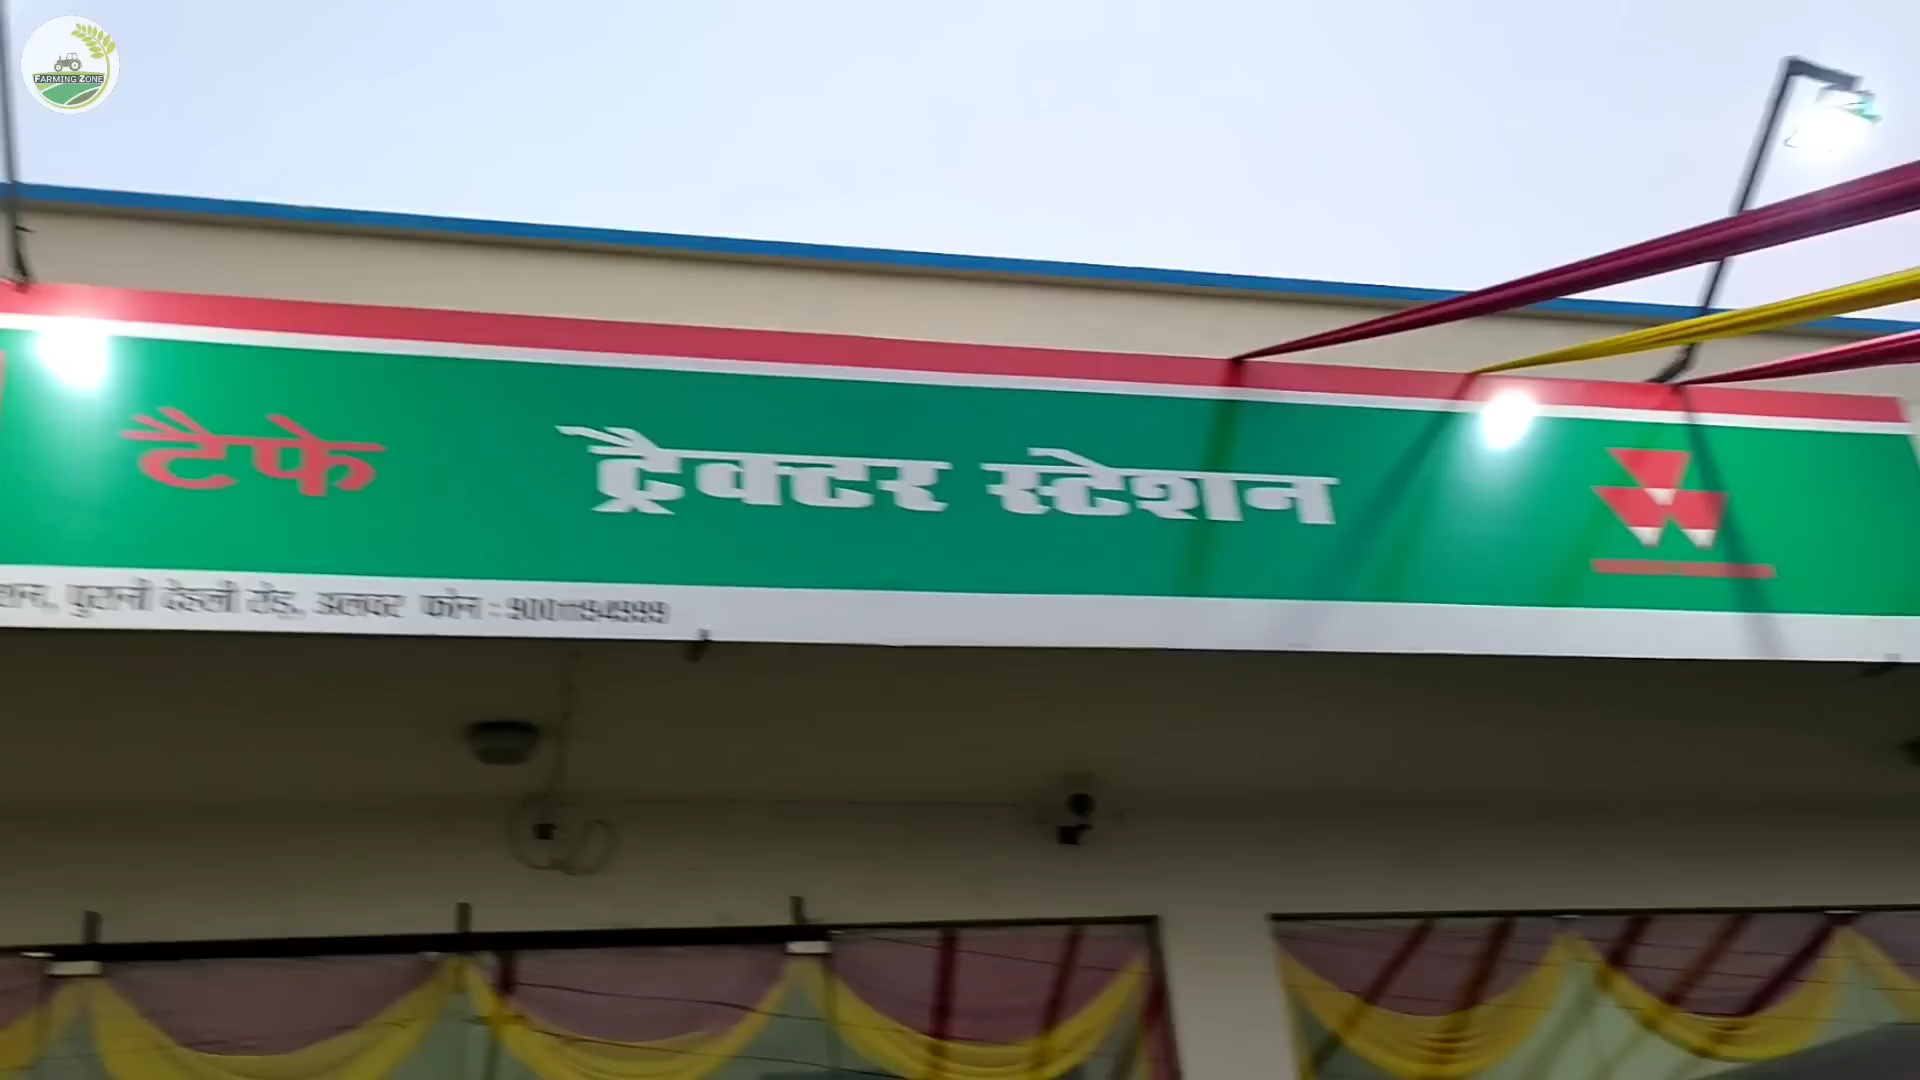 FARMING ZONE
टैफे ट्रैक्टर स्टेशन
पुरानी देहली रोड़, अलवर फोन :